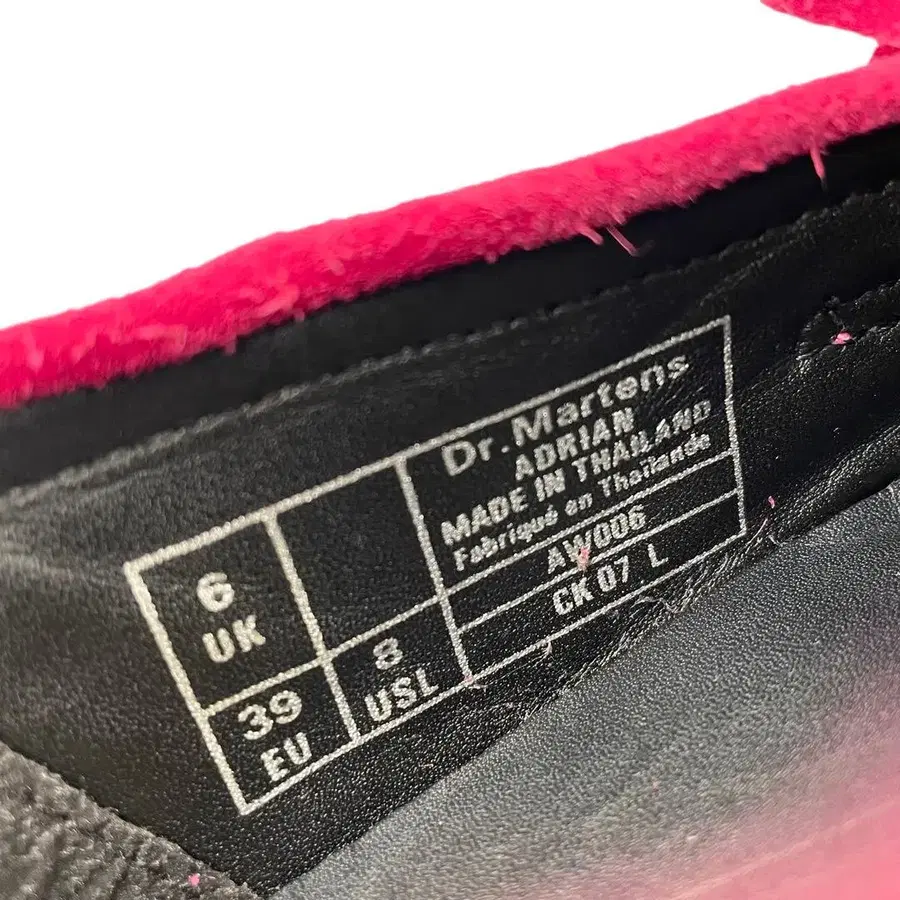 Dr. Martens
ADRIAN
MADE IN THAILAND
Fabriqué en Thaïlande
AW006
CK 07 L
6
UK
39
EU
8
USL